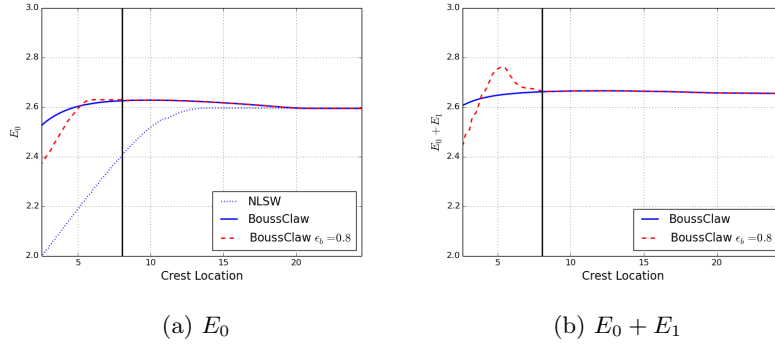 3.0
2.8
2.6
2.4
2.2
2.0
E₀
5
10
15
20
Crest Location
NLSW
BoussClaw
BoussClaw ϵ_b =0.8
(a) E₀
3.0
2.8
2.6
2.4
2.2
2.0
E₀ + E₁
5
10
15
20
Crest Location
BoussClaw
BoussClaw ϵ_b =0.8
(b) E₀ + E₁